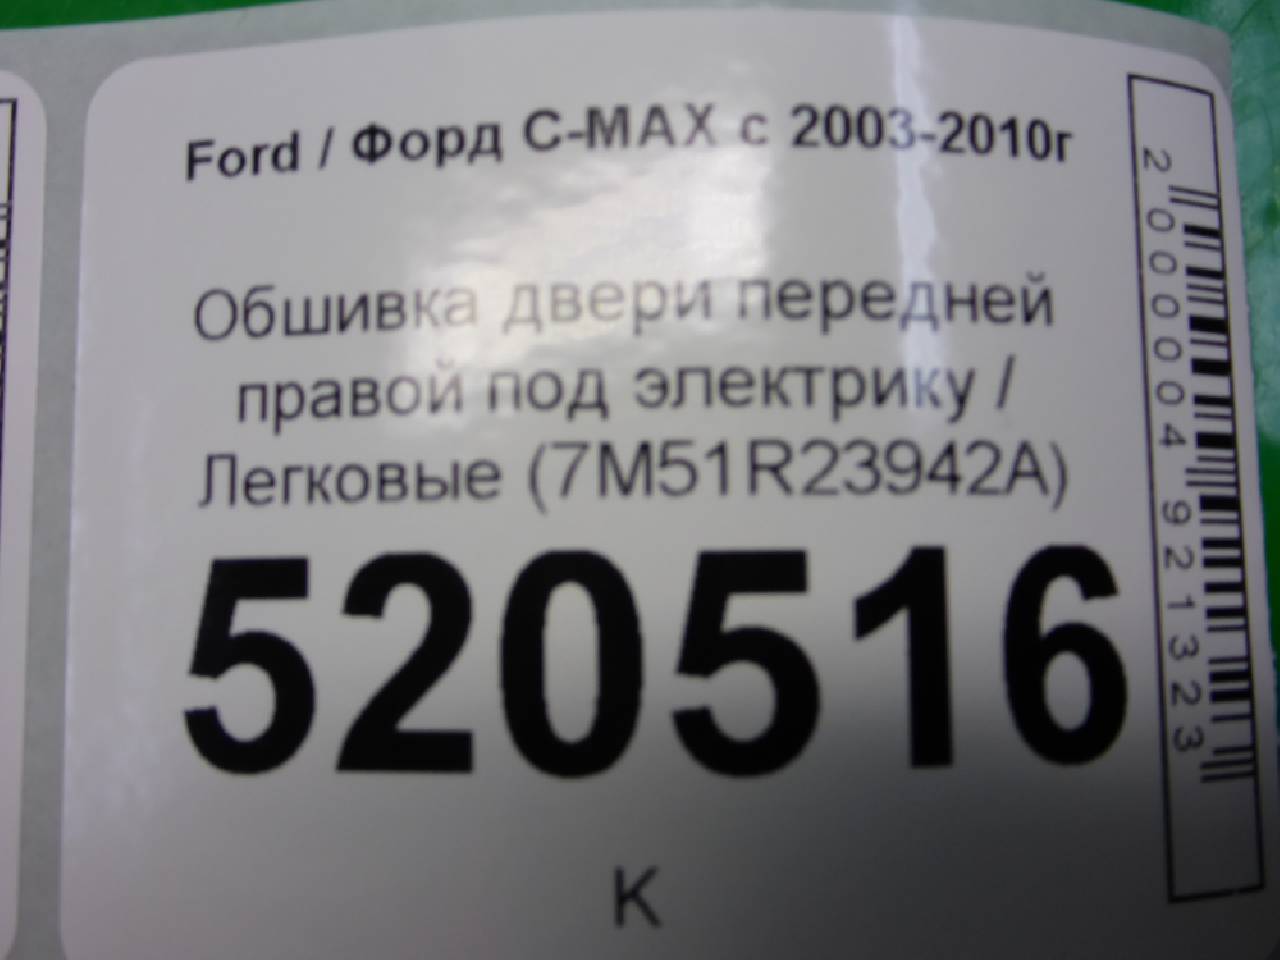 Ford / Форд C-MAX с 2003-2010г
Обшивка двери передней
правой под электрику /
Легковые (7M51R23942A)
520516
К
2000004921323